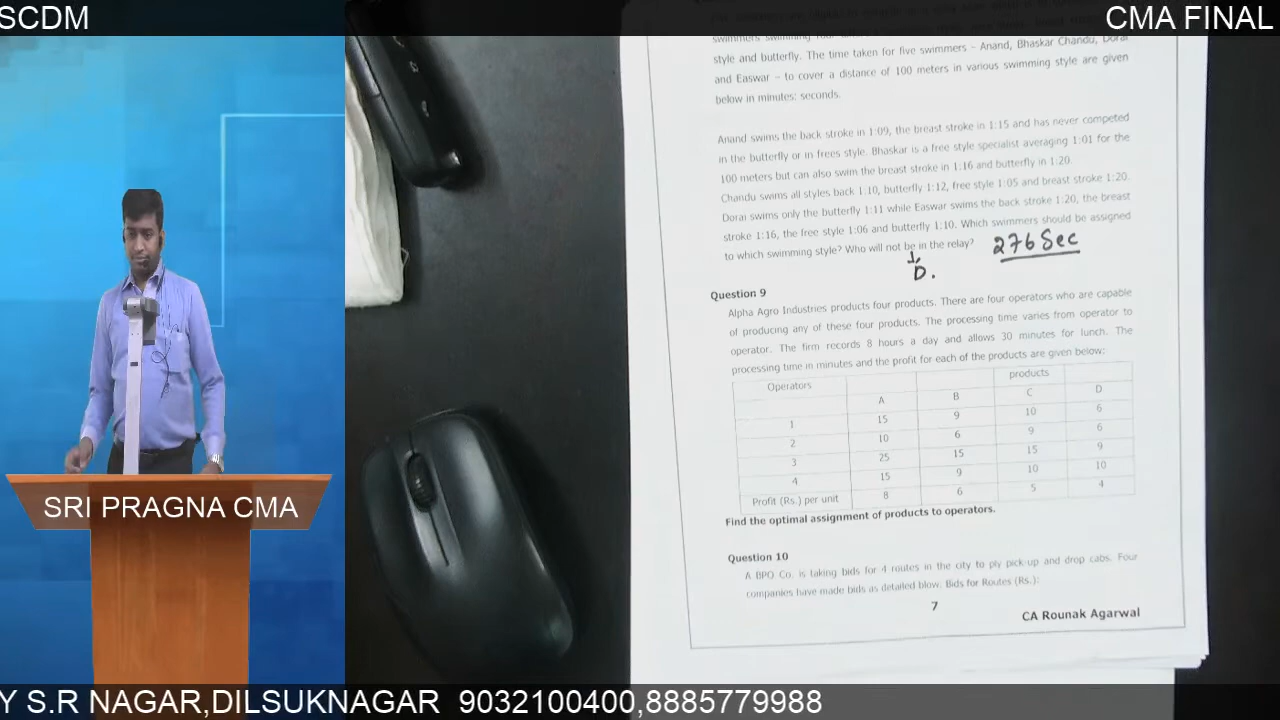 SCDM
CMA FINAL
style and butterfly. The time taken for five swimmers – Anand, Bhaskar Chandu, Dorai
and Easwar – to cover a distance of 100 meters in various swimming style are given
below in minutes: seconds.
Anand swims the back stroke in 1:09, the breast stroke in 1:15 and has never competed
in the butterfly or in frees style. Bhaskar is a free style specialist averaging 1:01 for the
100 meters but can also swim the breast stroke in 1:16 and butterfly in 1:20.
Chandu swims all styles back 1:10, butterfly 1:12, free style 1:05 and breast stroke 1:20.
Dorai swims only the butterfly 1:11 while Easwar swims the back stroke 1:20, the breast
stroke 1:16, the free style 1:06 and butterfly 1:10. Which swimmers should be assigned
to which swimming style? Who will not be in the relay? 276 Sec
D.
Question 9
Alpha Agro Industries products four products. There are four operators who are capable
of producing any of these four products. The processing time varies from operator to
operator. The firm records 8 hours a day and allows 30 minutes for lunch. The
processing time in minutes and the profit for each of the products are given below:
Operators products
A B C D
1 15 9 10 6
2 10 6 9 6
3 25 15 15 9
4 15 9 10 10
Profit (Rs.) per unit 8 6 5 4
Find the optimal assignment of products to operators.
Question 10
A BPO Co. is taking bids for 4 routes in the city to ply pick-up and drop cabs. Four
companies have made bids as detailed blow. Bids for Routes (Rs.):
7
CA Rounak Agarwal
SRI PRAGNA CMA
Y S.R NAGAR,DILSUKNAGAR 9032100400,8885779988